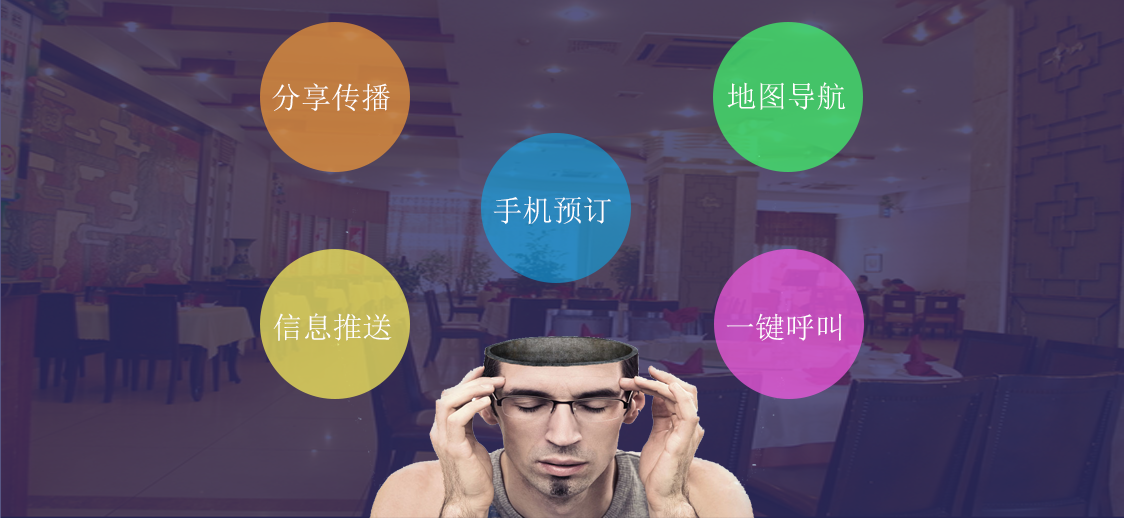 分享传播
地图导航
手机预订
信息推送
一键呼叫